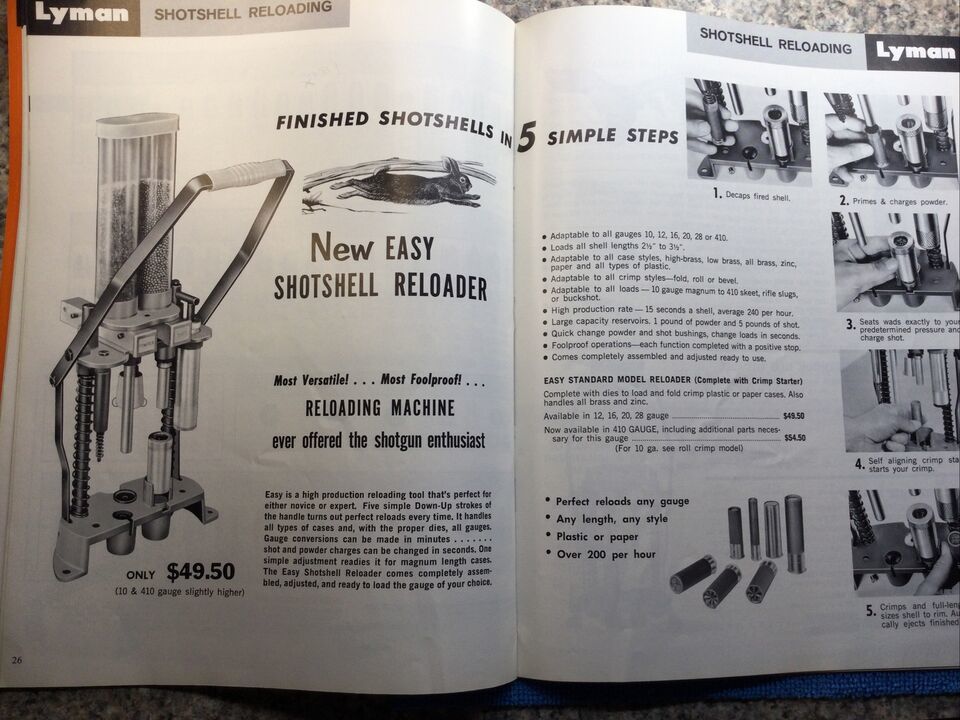 Lyman SHOTSHELL RELOADING
FINISHED SHOTSHELLS IN
New EASY
SHOTSHELL RELOADER
Most Versatile! . . . Most Foolproof! . . .
RELOADING MACHINE
ever offered the shotgun enthusiast
Easy is a high production reloading tool that's perfect for
either novice or expert. Five simple Down-Up strokes of
the handle turns out perfect reloads every time. It handles
all types of cases and, with the proper dies, all gauges.
Gauge conversions can be made in minutes . . . . . . .
shot and powder charges can be changed in seconds. One
simple adjustment readies it for magnum length cases.
The Easy Shotshell Reloader comes completely assem-
bled, adjusted, and ready to load the gauge of your choice.
ONLY $49.50
(10 & 410 gauge slightly higher)
26
SHOTSHELL RELOADING Lyman
5 SIMPLE STEPS
1. Decaps fired shell.
2. Primes & charges powder.
• Adaptable to all gauges 10, 12, 16, 20, 28 or 410.
• Loads all shell lengths 2½" to 3½".
• Adaptable to all case styles, high-brass, low brass, all brass, zinc,
paper and all types of plastic.
• Adaptable to all crimp styles—fold, roll or bevel.
• Adaptable to all loads — 10 gauge magnum to 410 skeet, rifle slugs,
or buckshot.
• High production rate — 15 seconds a shell, average 240 per hour.
• Large capacity reservoirs. 1 pound of powder and 5 pounds of shot.
• Quick change powder and shot bushings, change loads in seconds.
• Foolproof operations—each function completed with a positive stop.
• Comes completely assembled and adjusted ready to use.
EASY STANDARD MODEL RELOADER (Complete with Crimp Starter)
Complete with dies to load and fold crimp plastic or paper cases. Also
handles all brass and zinc.
Available in 12, 16, 20, 28 gauge $49.50
Now available in 410 GAUGE, including additional parts neces-
sary for this gauge $54.50
(For 10 ga. see roll crimp model)
• Perfect reloads any gauge
• Any length, any style
• Plastic or paper
• Over 200 per hour
3. Seats wads exactly to your
predetermined pressure and
charge shot.
4. Self aligning crimp sta
starts your crimp.
5. Crimps and full-leng
sizes shell to rim. Au
cally ejects finished